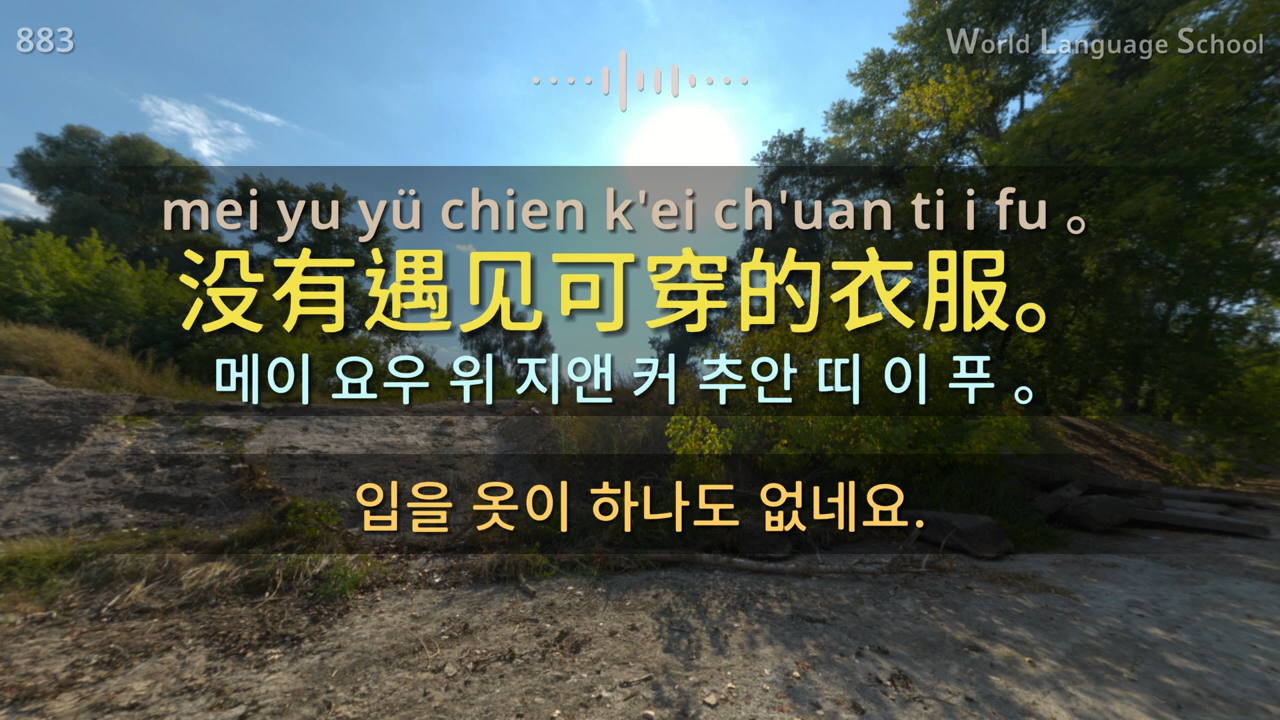 883
World Language School
mei yu yü chien k'ei ch'uan ti i fu 。
没有遇见可穿的衣服。
메이 요우 위 지앤 커 추안 띠 이 푸 。
입을 옷이 하나도 없네요.